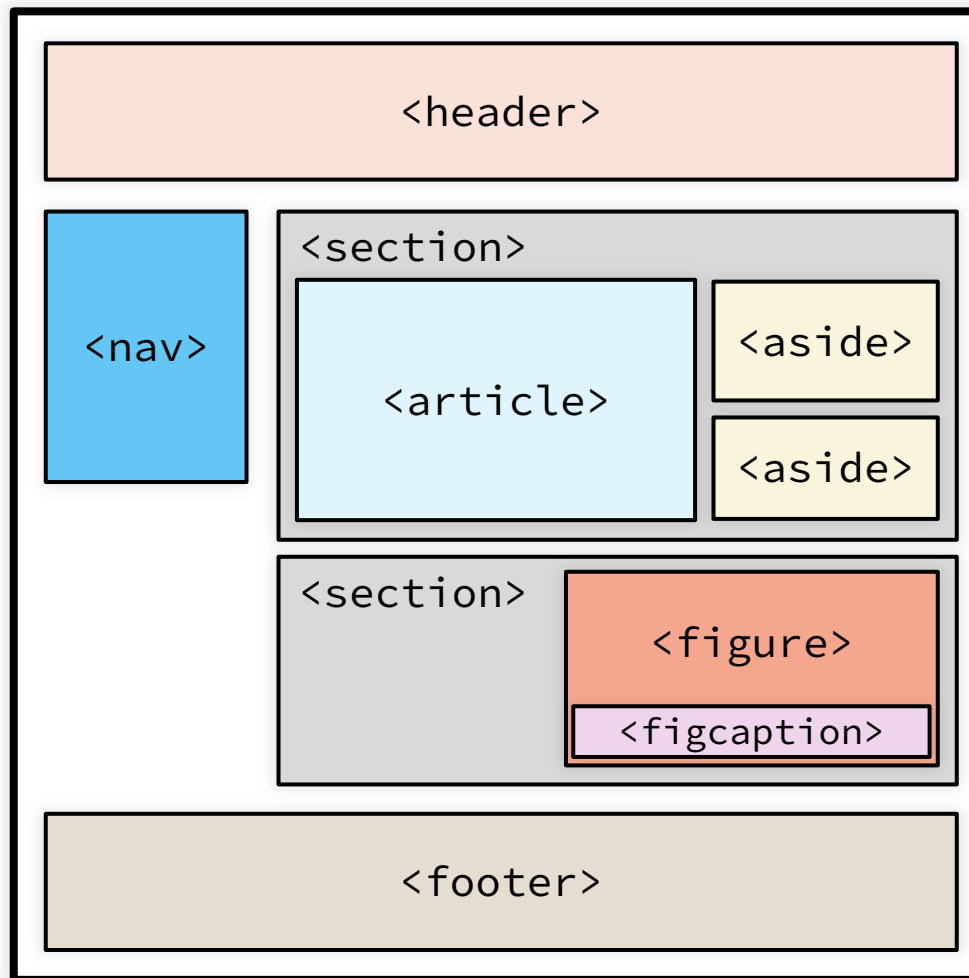 <header>
<nav>
<section>
<article>
<aside>
<aside>
<section>
<figure>
<figcaption>
<footer>